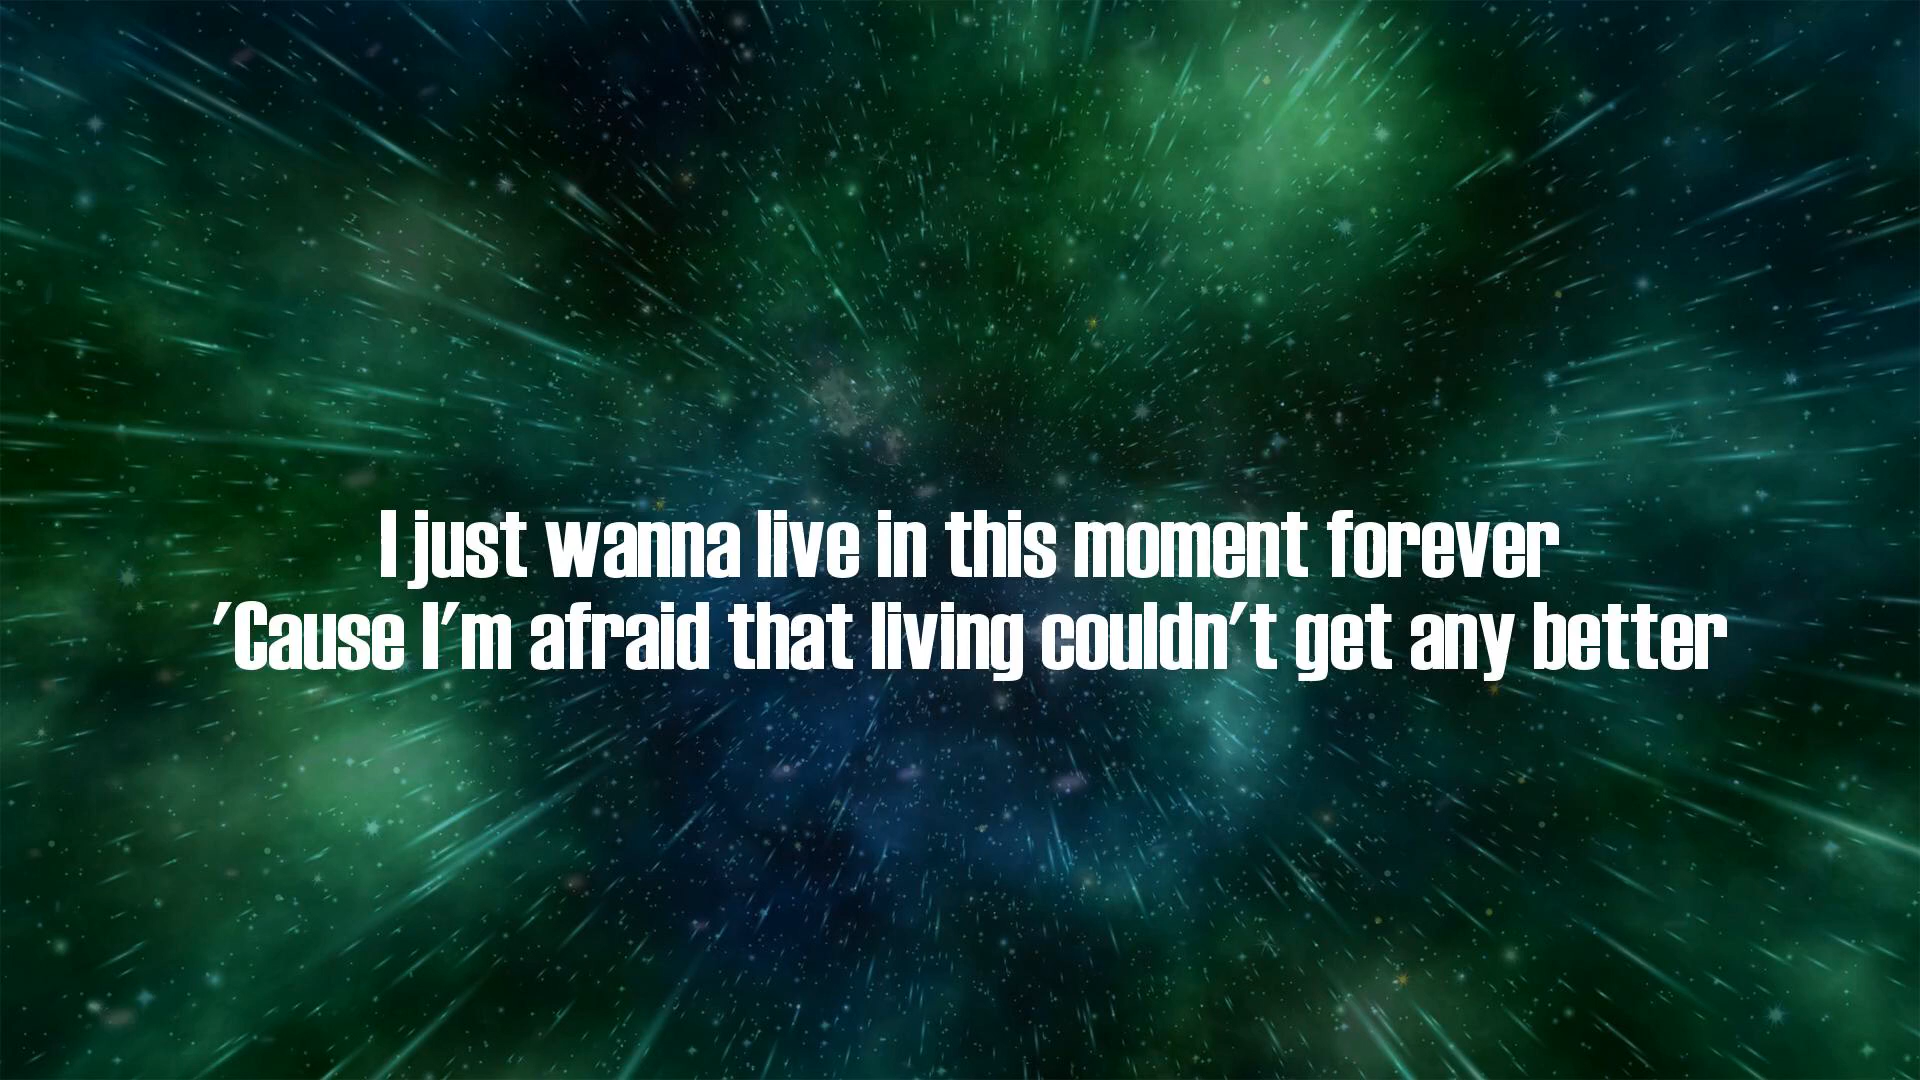 I just wanna live in this moment forever
'Cause I'm afraid that living couldn't get any better